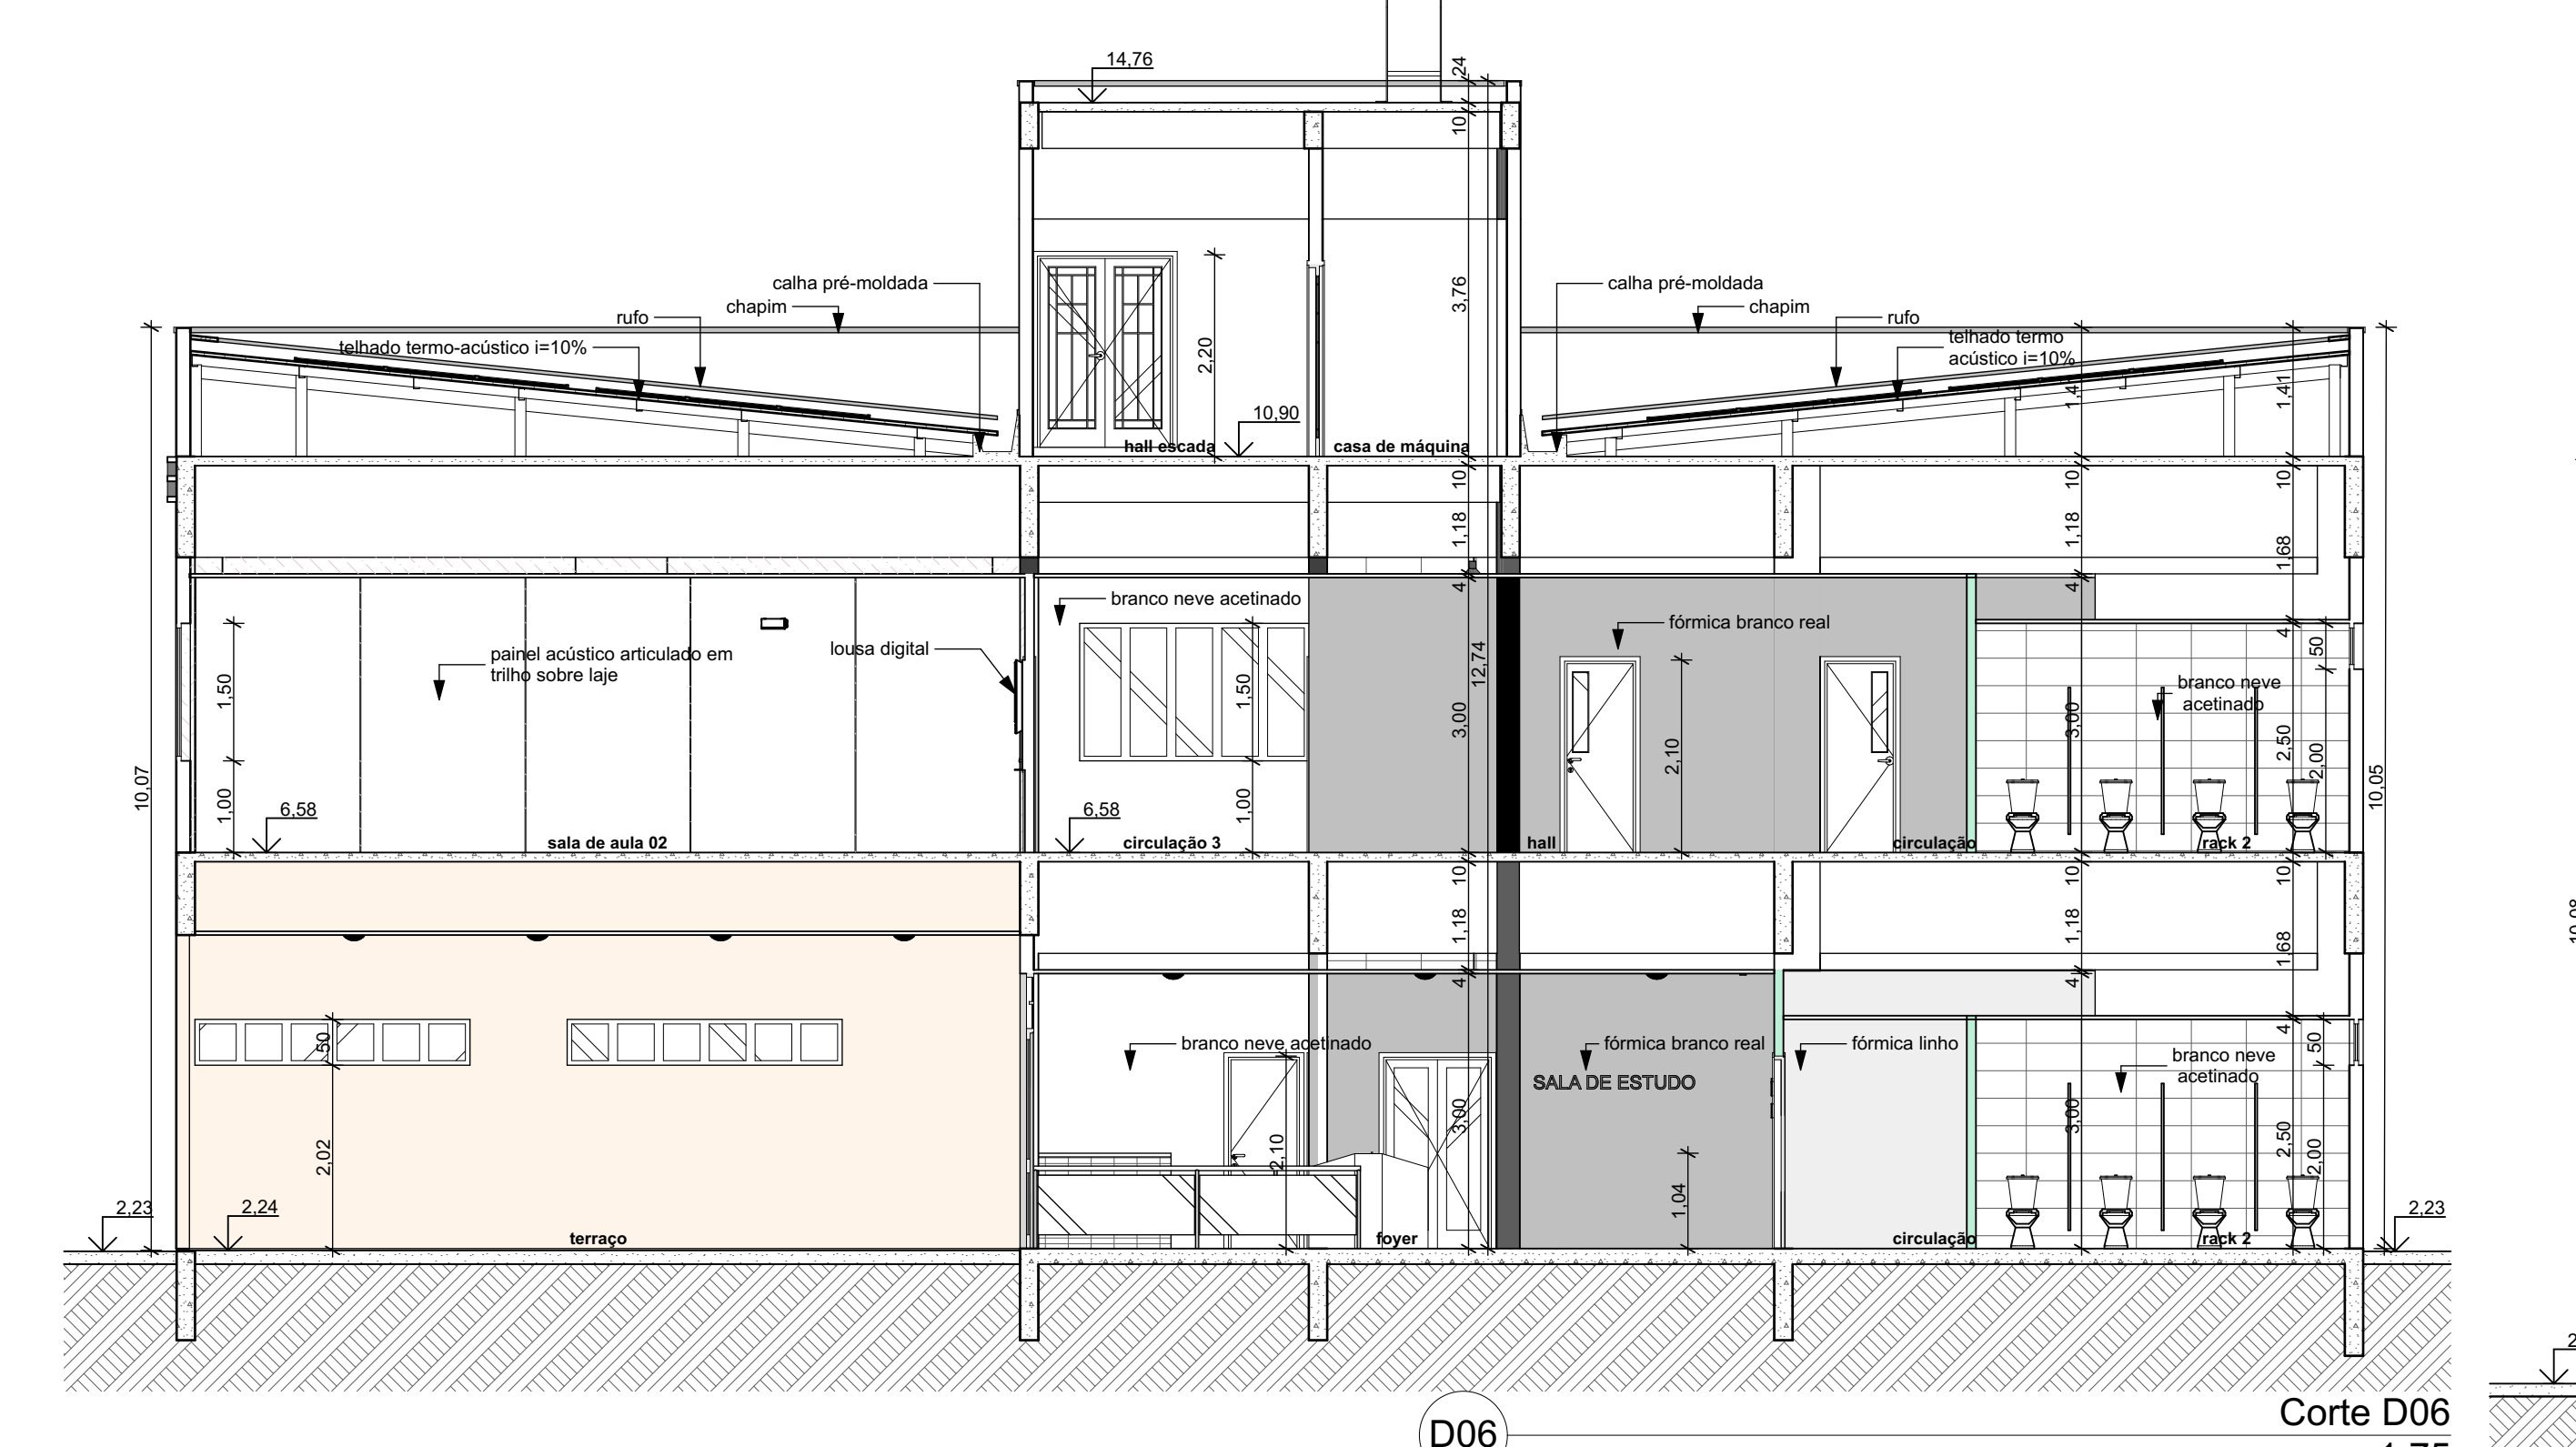 14,76
24
10
calha pré-moldada
chapim
rufo
telhado termo-acústico i=10%
2,20
3,76
10,90
hall escada
casa de máquina
calha pré-moldada
chapim
rufo
telhado termo
acústico i=10%
1,41
10
1,18
10
1,18
10
1,68
4
4
4
branco neve acetinado
fórmica branco real
painel acústico articulado em
trilho sobre laje
lousa digital
1,50
1,00
1,50
1,00
12,74
3,00
2,10
3,00
50
branco neve
acetinado
2,50
2,00
10,07
10,05
6,58
6,58
sala de aula 02
circulação 3
hall
circulação
rack 2
10
1,18
10
1,18
10
1,68
4
4
4
50
2,02
branco neve acetinado
fórmica branco real
fórmica linho
SALA DE ESTUDO
branco neve
acetinado
50
3,00
2,10
1,04
3,00
2,50
2,00
2,23
2,24
2,23
terraço
foyer
circulação
rack 2
D06
Corte D06